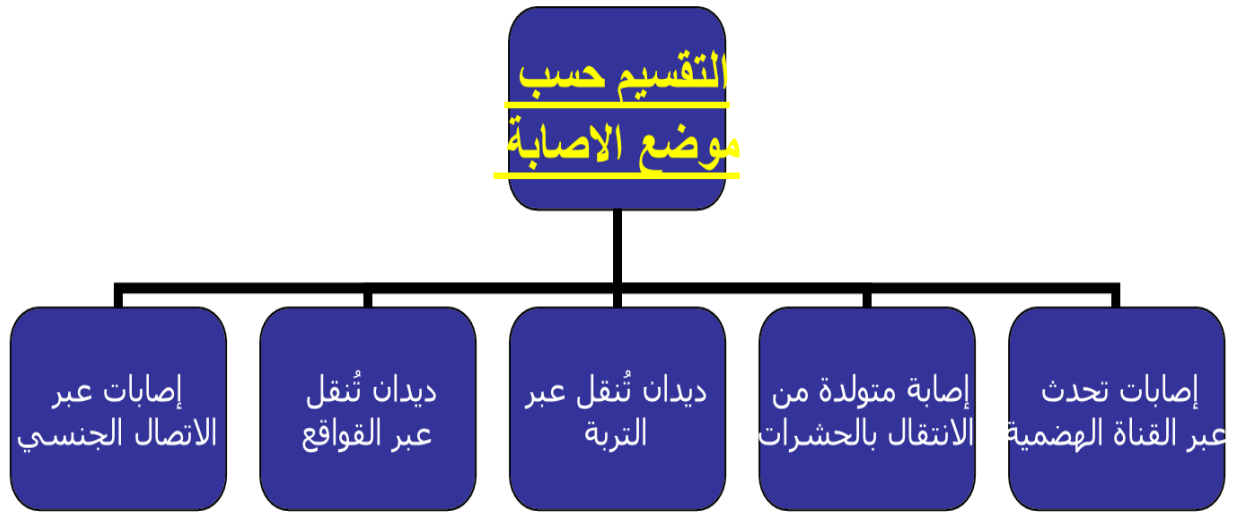 التقسيم حسب
موضع الاصابة
إصابات تحدث
عبر القناة الهضمية
إصابة متولدة من
الانتقال بالحشرات
ديدان تُنقل عبر
التربة
ديدان تُنقل
عبر القواقع
إصابات عبر
الاتصال الجنسي